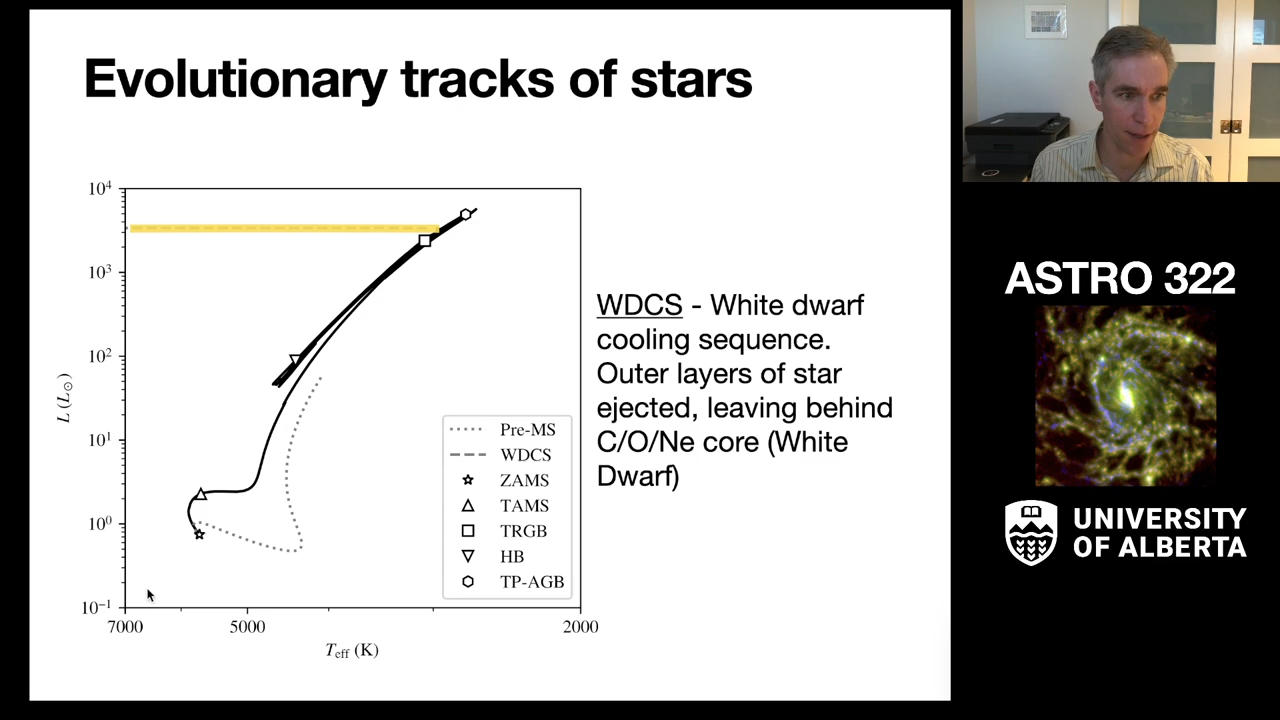 Evolutionary tracks of stars
10⁴
10³
10²
10¹
10⁰
10⁻¹
L (L⊙)
7000
5000
2000
Teff (K)
Pre-MS
WDCS
ZAMS
TAMS
TRGB
HB
TP-AGB
WDCS - White dwarf
cooling sequence.
Outer layers of star
ejected, leaving behind
C/O/Ne core (White
Dwarf)
ASTRO 322
UNIVERSITY
OF ALBERTA